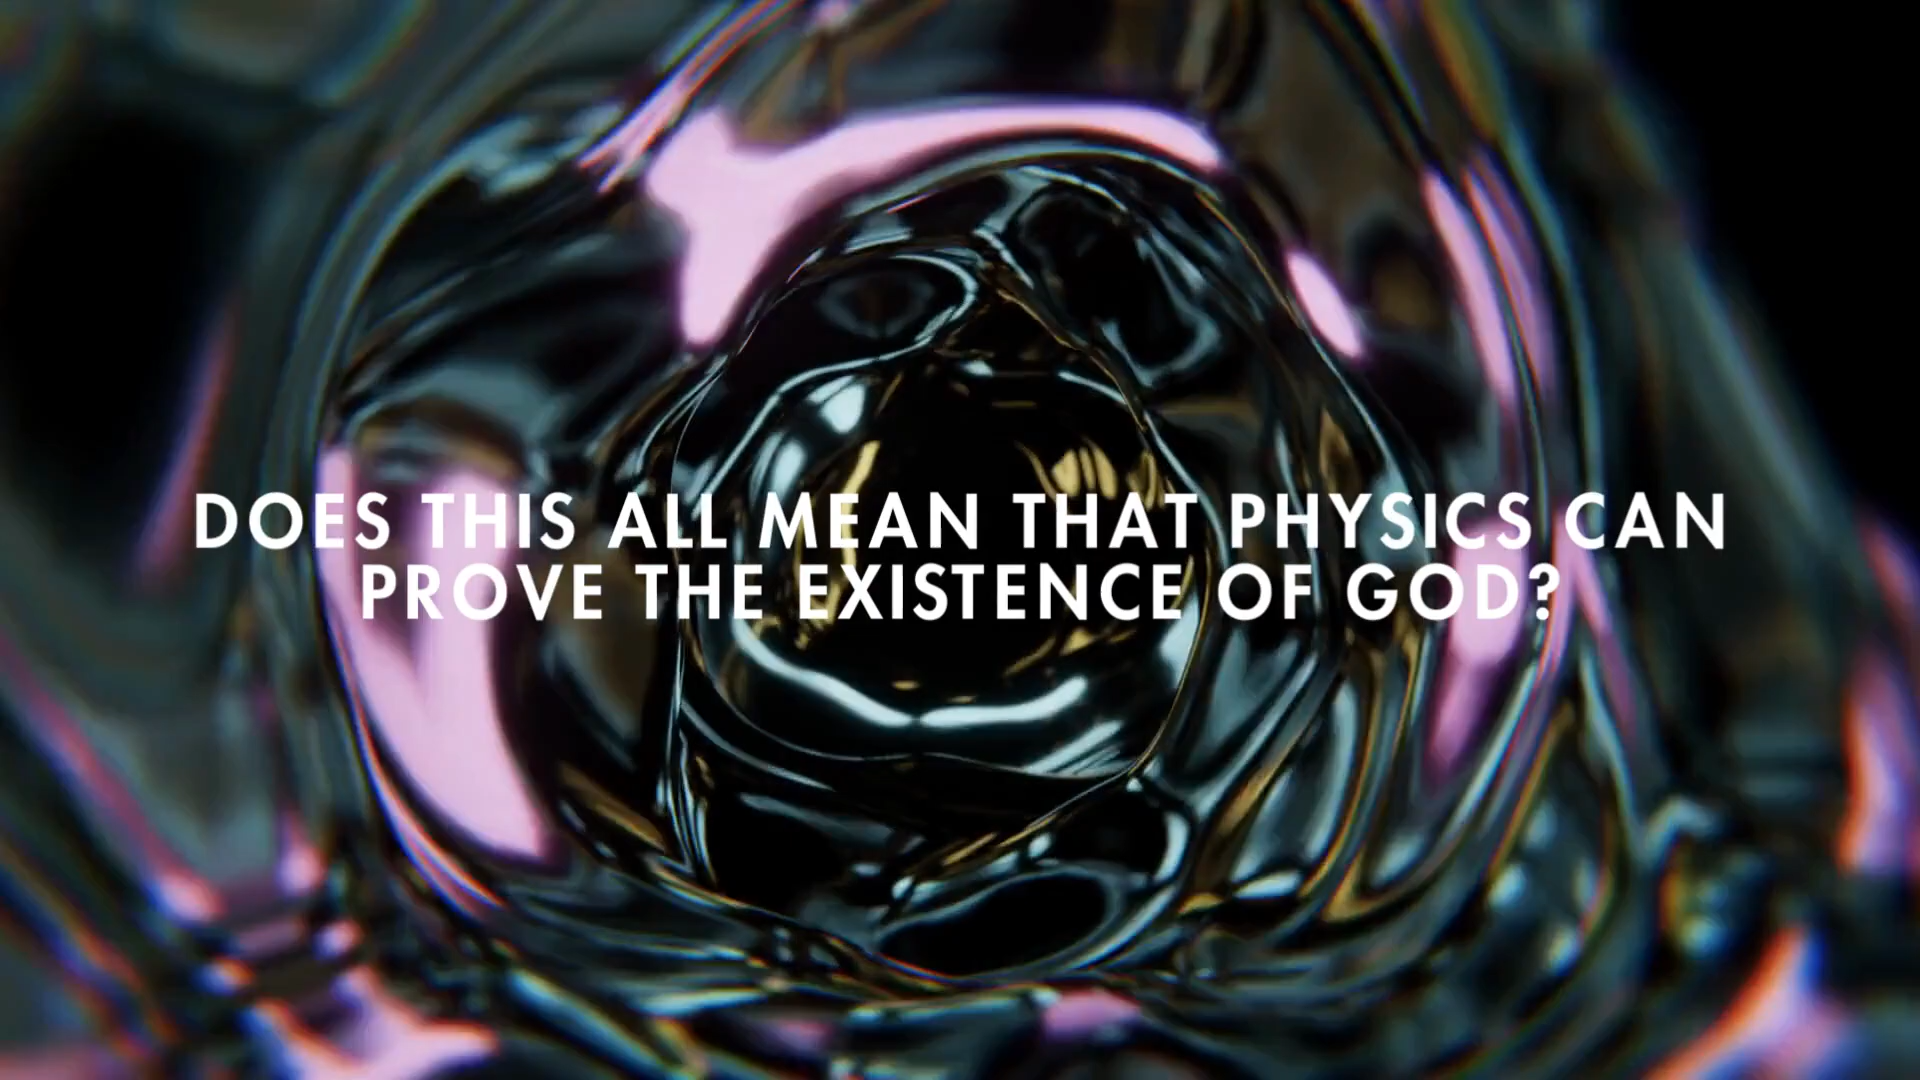 DOES THIS ALL MEAN THAT PHYSICS CAN
PROVE THE EXISTENCE OF GOD?